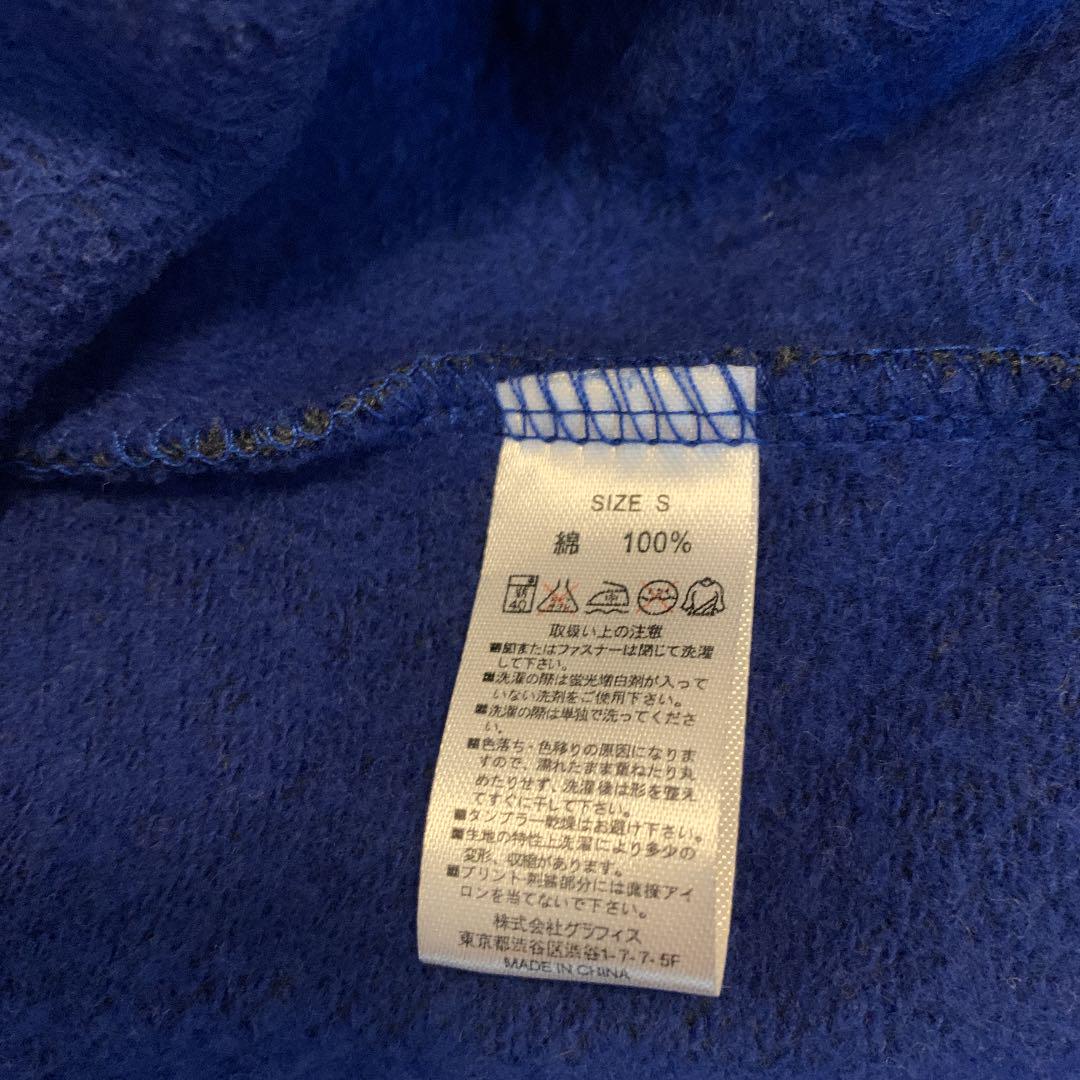 SIZE S
綿 100%
40
取扱い上の注意
■釦またはファスナーは閉じて洗濯
して下さい。
■洗濯の際は蛍光増白剤が入って
いない洗剤をご使用下さい。
■洗濯の際は単独で洗ってくださ
い。
■色落ち・色移りの原因になりま
すので、濡れたまま重ねたり丸
めたりせず、洗濯後は形を整え
てすぐに干して下さい。
■タンブラー乾燥はお避け下さい。
■生地の特性上洗濯により多少の
変形、収縮があります。
■プリント・刺繍部分には直接アイ
ロンを当てないで下さい。
株式会社グラフィス
東京都渋谷区渋谷1-7-7-5F
MADE IN CHINA